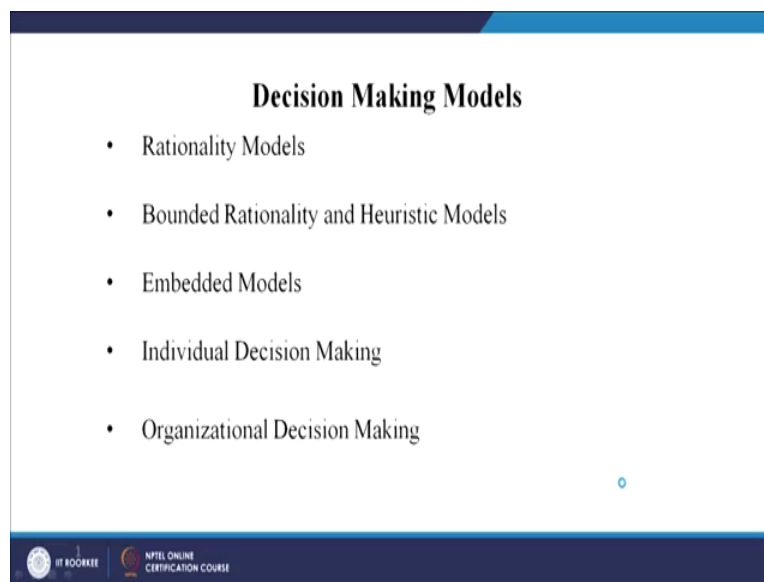 Decision Making Models
• Rationality Models
• Bounded Rationality and Heuristic Models
• Embedded Models
• Individual Decision Making
• Organizational Decision Making
1
IIT ROORKEE
NPTEL ONLINE
CERTIFICATION COURSE